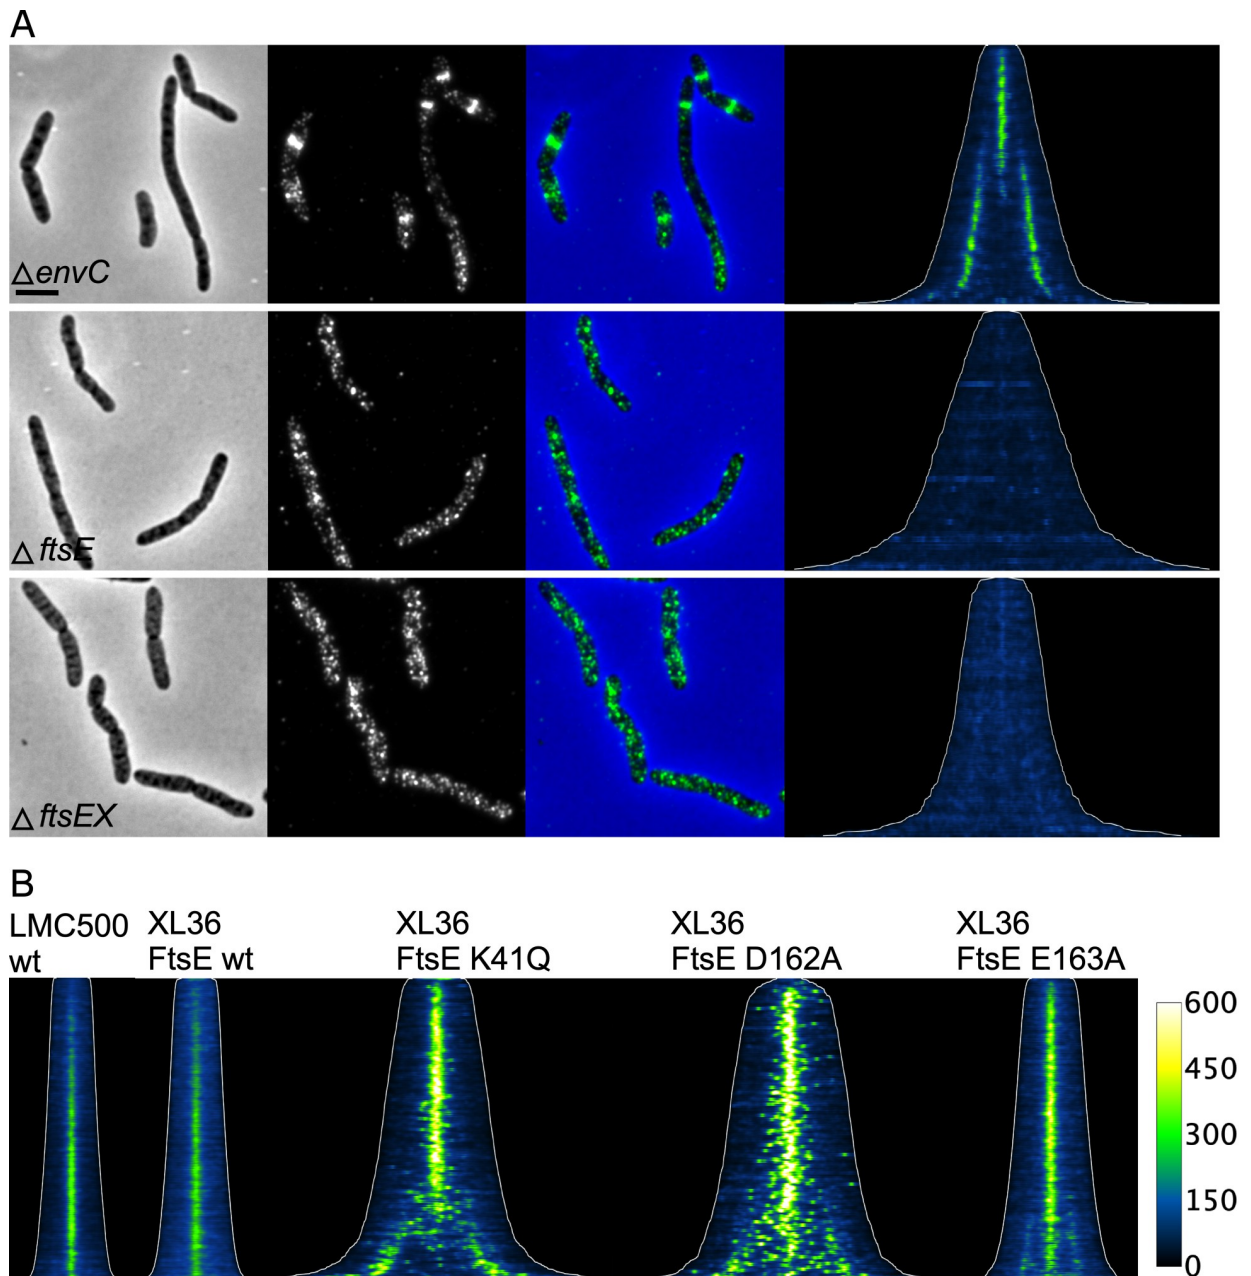 A
△envC
△ ftsE
△ ftsEX
B
LMC500
wt
XL36
FtsE wt
XL36
FtsE K41Q
XL36
FtsE D162A
XL36
FtsE E163A
600
450
300
150
0